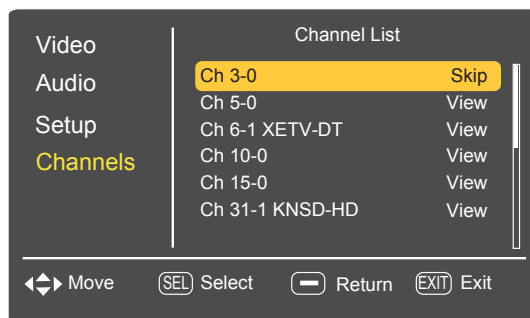 Video
Audio
Setup
Channels
Channel List
Ch 3-0 Skip
Ch 5-0 View
Ch 6-1 XETV-DT View
Ch 10-0 View
Ch 15-0 View
Ch 31-1 KNSD-HD View
Move SEL Select Return EXIT Exit